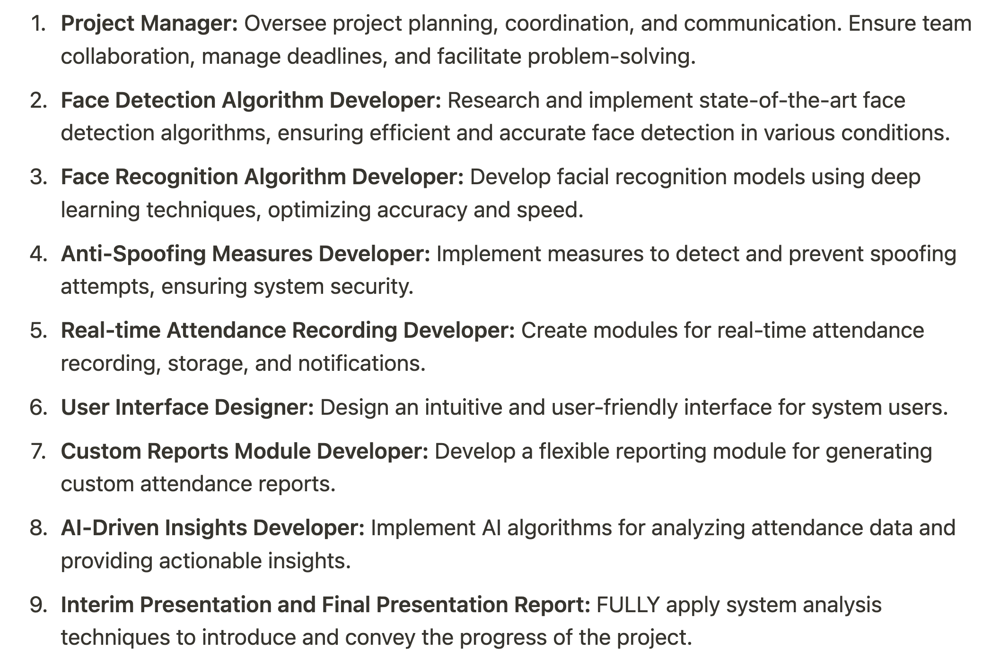 1. Project Manager: Oversee project planning, coordination, and communication. Ensure team
collaboration, manage deadlines, and facilitate problem-solving.
2. Face Detection Algorithm Developer: Research and implement state-of-the-art face
detection algorithms, ensuring efficient and accurate face detection in various conditions.
3. Face Recognition Algorithm Developer: Develop facial recognition models using deep
learning techniques, optimizing accuracy and speed.
4. Anti-Spoofing Measures Developer: Implement measures to detect and prevent spoofing
attempts, ensuring system security.
5. Real-time Attendance Recording Developer: Create modules for real-time attendance
recording, storage, and notifications.
6. User Interface Designer: Design an intuitive and user-friendly interface for system users.
7. Custom Reports Module Developer: Develop a flexible reporting module for generating
custom attendance reports.
8. AI-Driven Insights Developer: Implement AI algorithms for analyzing attendance data and
providing actionable insights.
9. Interim Presentation and Final Presentation Report: FULLY apply system analysis
techniques to introduce and convey the progress of the project.